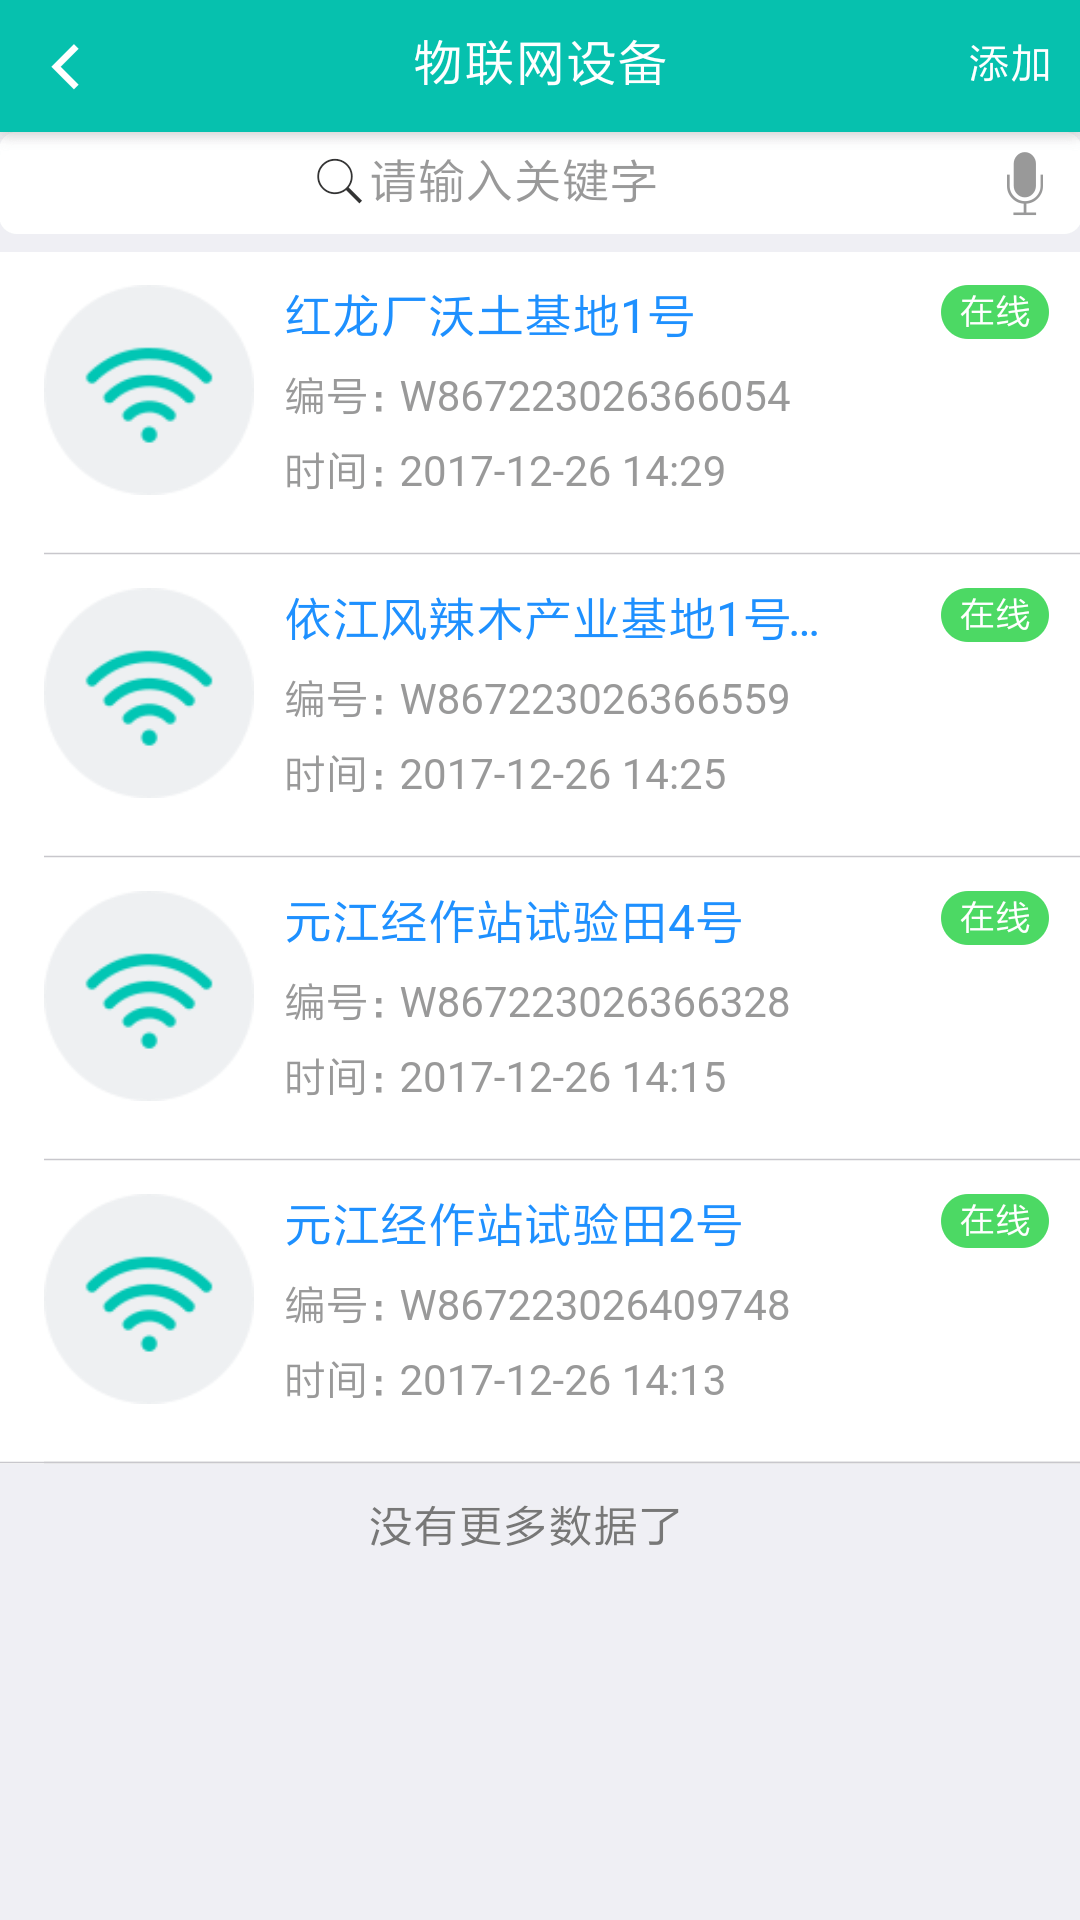 物联网设备
添加
请输入关键字
红龙厂沃土基地1号
在线
编号：W867223026366054
时间：2017-12-26 14:29
依江风辣木产业基地1号...
在线
编号：W867223026366559
时间：2017-12-26 14:25
元江经作站试验田4号
在线
编号：W867223026366328
时间：2017-12-26 14:15
元江经作站试验田2号
在线
编号：W867223026409748
时间：2017-12-26 14:13
没有更多数据了